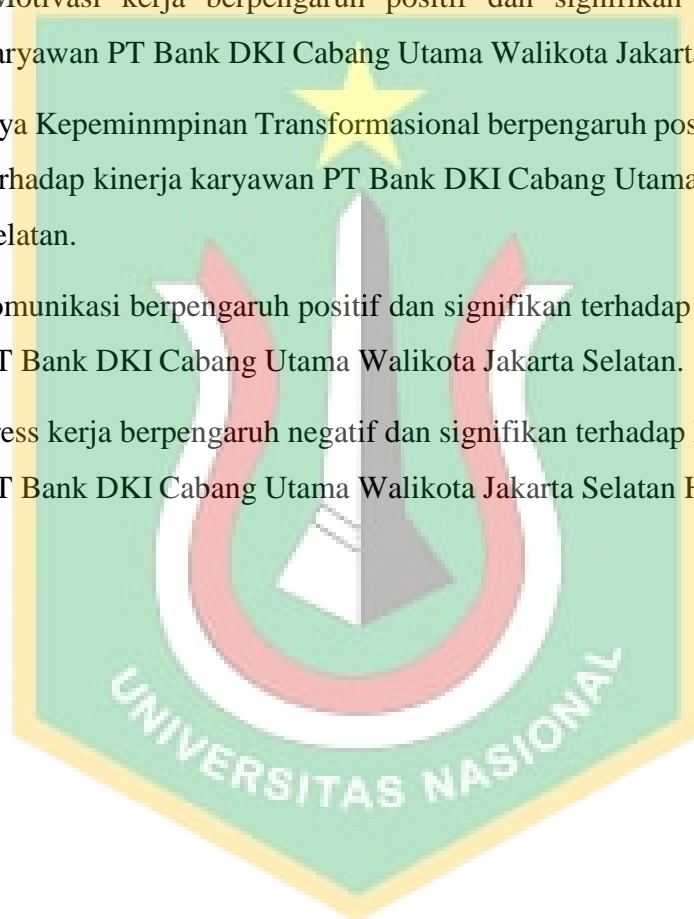 Motivasi kerja berpengaruh positif dan signifikan
aryawan PT Bank DKI Cabang Utama Walikota Jakarta
ya Kepeminmpinan Transformasional berpengaruh pos
rhadap kinerja karyawan PT Bank DKI Cabang Utama
elatan.
omunikasi berpengaruh positif dan signifikan terhadap
T Bank DKI Cabang Utama Walikota Jakarta Selatan.
ress kerja berpengaruh negatif dan signifikan terhadap
T Bank DKI Cabang Utama Walikota Jakarta Selatan H
UNIVERSITAS NASIONAL